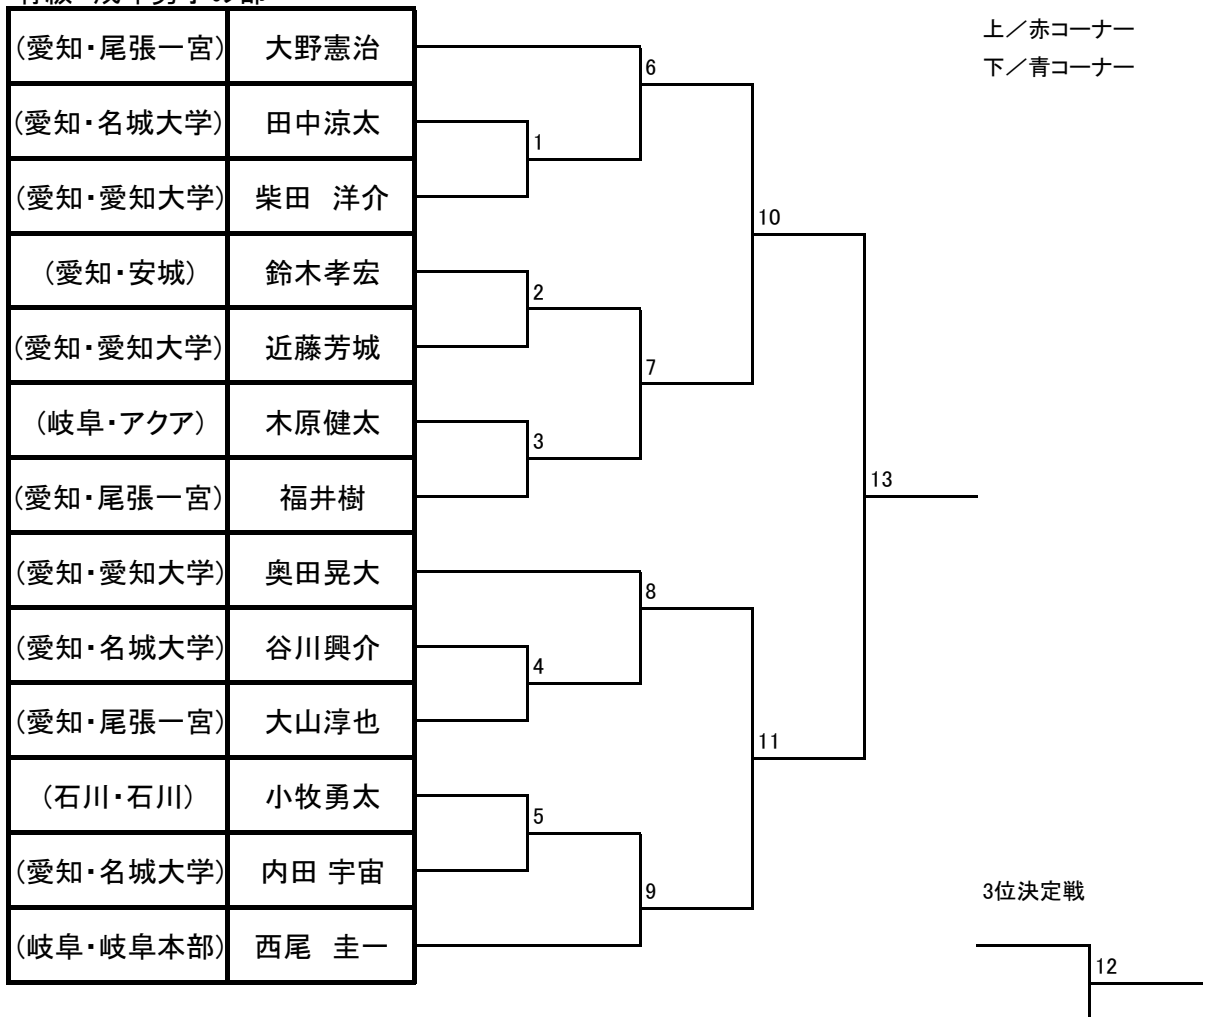 上／赤コーナー
下／青コーナー
(愛知・尾張一宮) 大野憲治
(愛知・名城大学) 田中涼太
(愛知・愛知大学) 柴田　洋介
(愛知・安城) 鈴木孝宏
(愛知・愛知大学) 近藤芳城
(岐阜・アクア) 木原健太
(愛知・尾張一宮) 福井樹
(愛知・愛知大学) 奥田晃大
(愛知・名城大学) 谷川興介
(愛知・尾張一宮) 大山淳也
(石川・石川) 小牧勇太
(愛知・名城大学) 内田 宇宙
(岐阜・岐阜本部) 西尾　圭一
1
2
3
4
5
6
7
8
9
10
11
13
3位決定戦
12